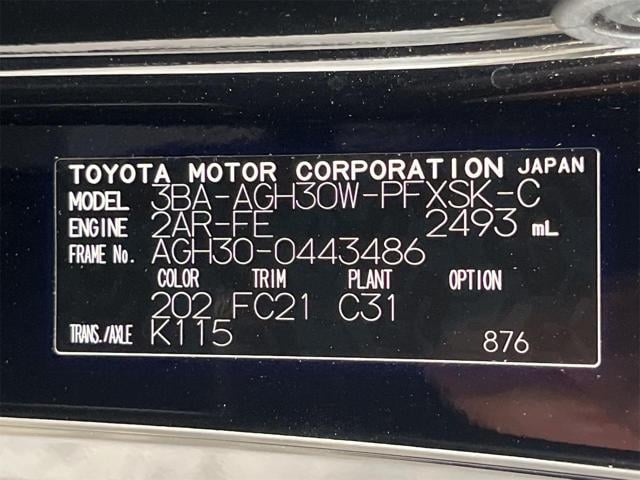 TOYOTA MOTOR CORPORATION JAPAN
MODEL 3BA-AGH30W-PFXSK-C
ENGINE 2AR-FE 2493 mL
FRAME No. AGH30-0443486
COLOR TRIM PLANT OPTION
202 FC21 C31
TRANS./AXLE K115 876